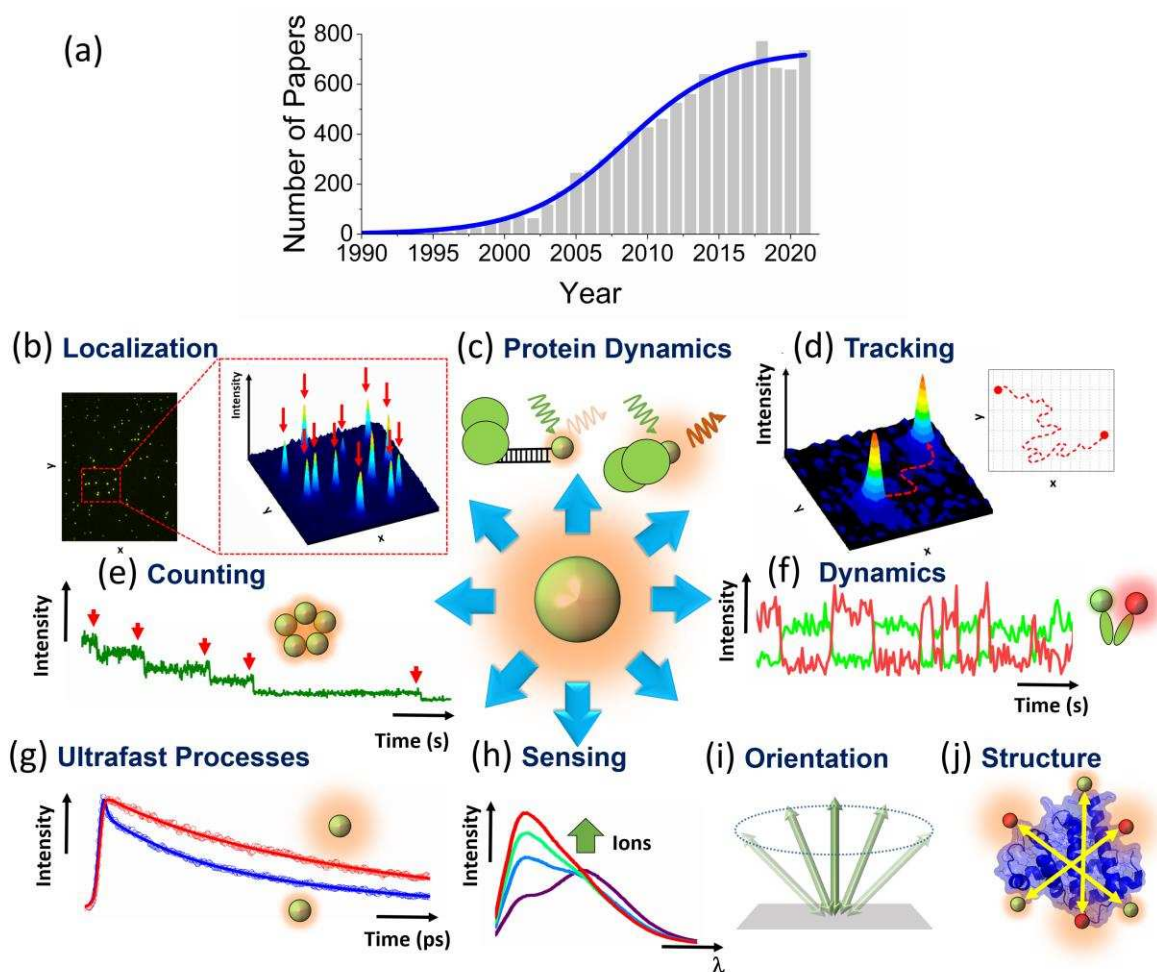 (a)
Number of Papers
800
600
400
200
0
1990 1995 2000 2005 2010 2015 2020
Year
(b) Localization
y
x
Intensity
y
x
(c) Protein Dynamics
(d) Tracking
Intensity
y
x
y
x
(e) Counting
Intensity
Time (s)
(f) Dynamics
Intensity
Time (s)
(g) Ultrafast Processes
Intensity
Time (ps)
(h) Sensing
Intensity
Ions
λ
(i) Orientation
(j) Structure